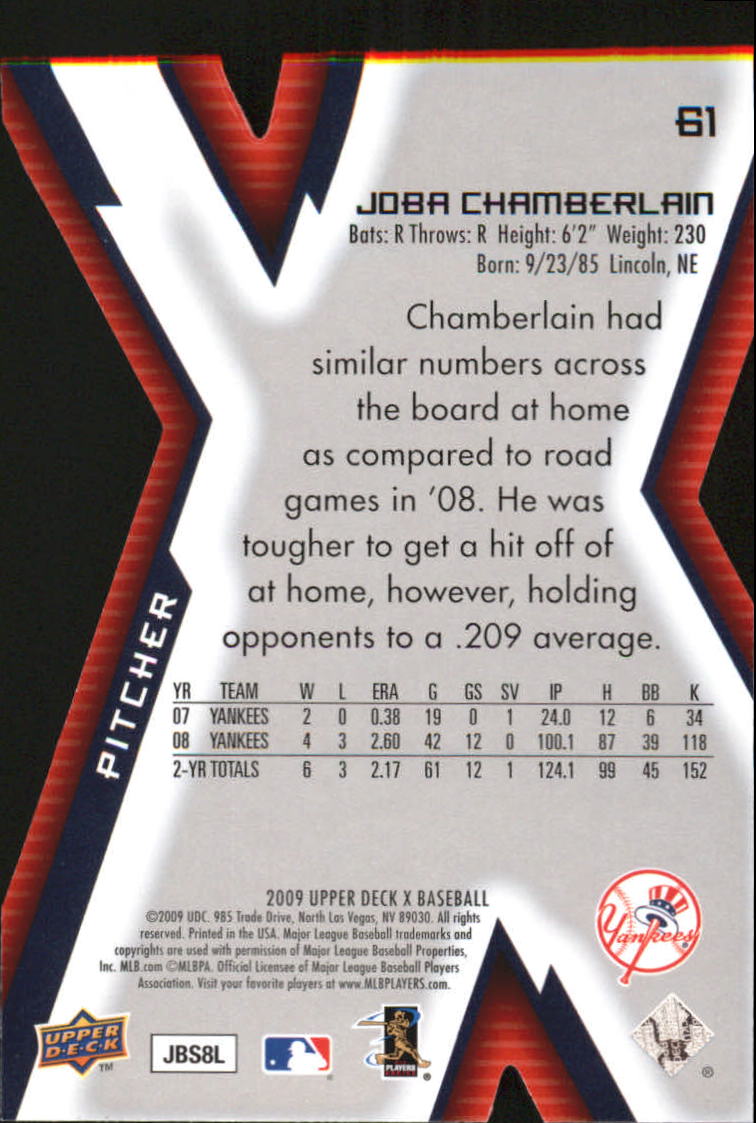 61
JOBA CHAMBERLAIN
Bats: R Throws: R Height: 6'2" Weight: 230
Born: 9/23/85 Lincoln, NE
Chamberlain had
similar numbers across
the board at home
as compared to road
games in '08. He was
tougher to get a hit off of
at home, however, holding
opponents to a .209 average.
PITCHER
YR TEAM W L ERA G GS SV IP H BB K
07 YANKEES 2 0 0.38 19 0 1 24.0 12 6 34
08 YANKEES 4 3 2.60 42 12 0 100.1 87 39 118
2-YR TOTALS 6 3 2.17 61 12 1 124.1 99 45 152
2009 UPPER DECK X BASEBALL
©2009 UDC. 985 Trade Drive, North Las Vegas, NV 89030. All rights
reserved. Printed in the USA. Major League Baseball trademarks and
copyrights are used with permission of Major League Baseball Properties,
Inc. MLB.com ©MLBPA. Official Licensee of Major League Baseball Players
Association. Visit your favorite players at www.MLBPLAYERS.com.
Yankees
UPPER
D·E·C·K
TM
JBS8L
®
PLAYERS
®
®